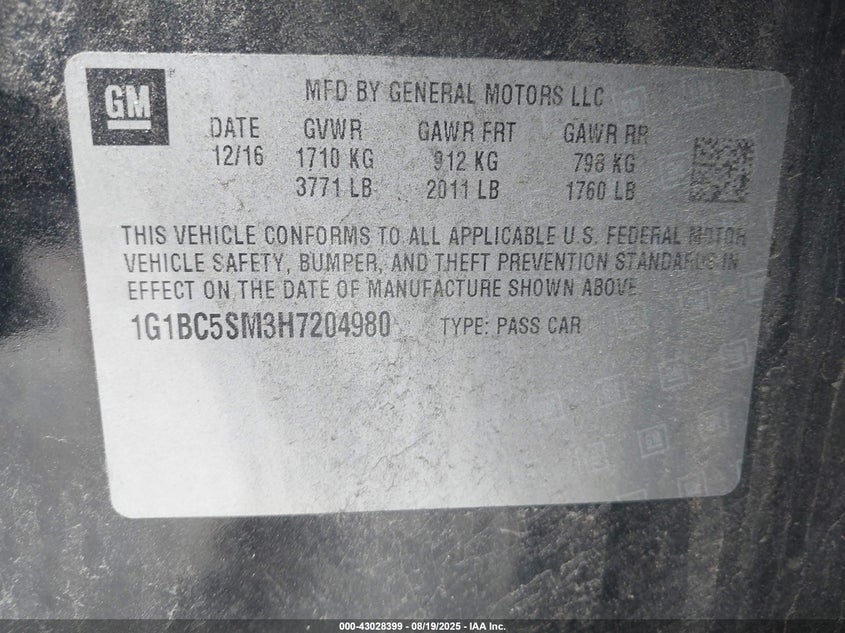 GM
MFD BY GENERAL MOTORS LLC
DATE GVWR GAWR FRT GAWR RR
12/16 1710 KG 912 KG 798 KG
3771 LB 2011 LB 1760 LB
THIS VEHICLE CONFORMS TO ALL APPLICABLE U.S. FEDERAL MOTOR
VEHICLE SAFETY, BUMPER, AND THEFT PREVENTION STANDARDS IN
EFFECT ON THE DATE OF MANUFACTURE SHOWN ABOVE.
1G1BC5SM3H7204980 TYPE: PASS CAR
000-43028399 - 08/19/2025 - IAA Inc.